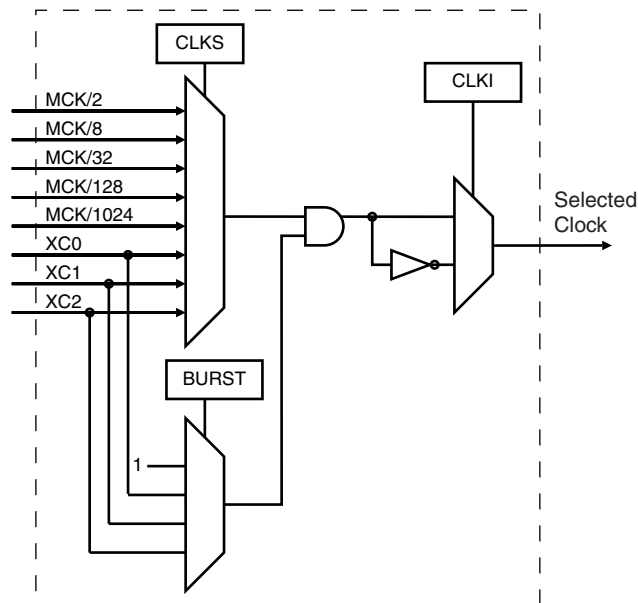 CLKS
CLKI
MCK/2
MCK/8
MCK/32
MCK/128
MCK/1024
XC0
XC1
XC2
Selected
Clock
BURST
1